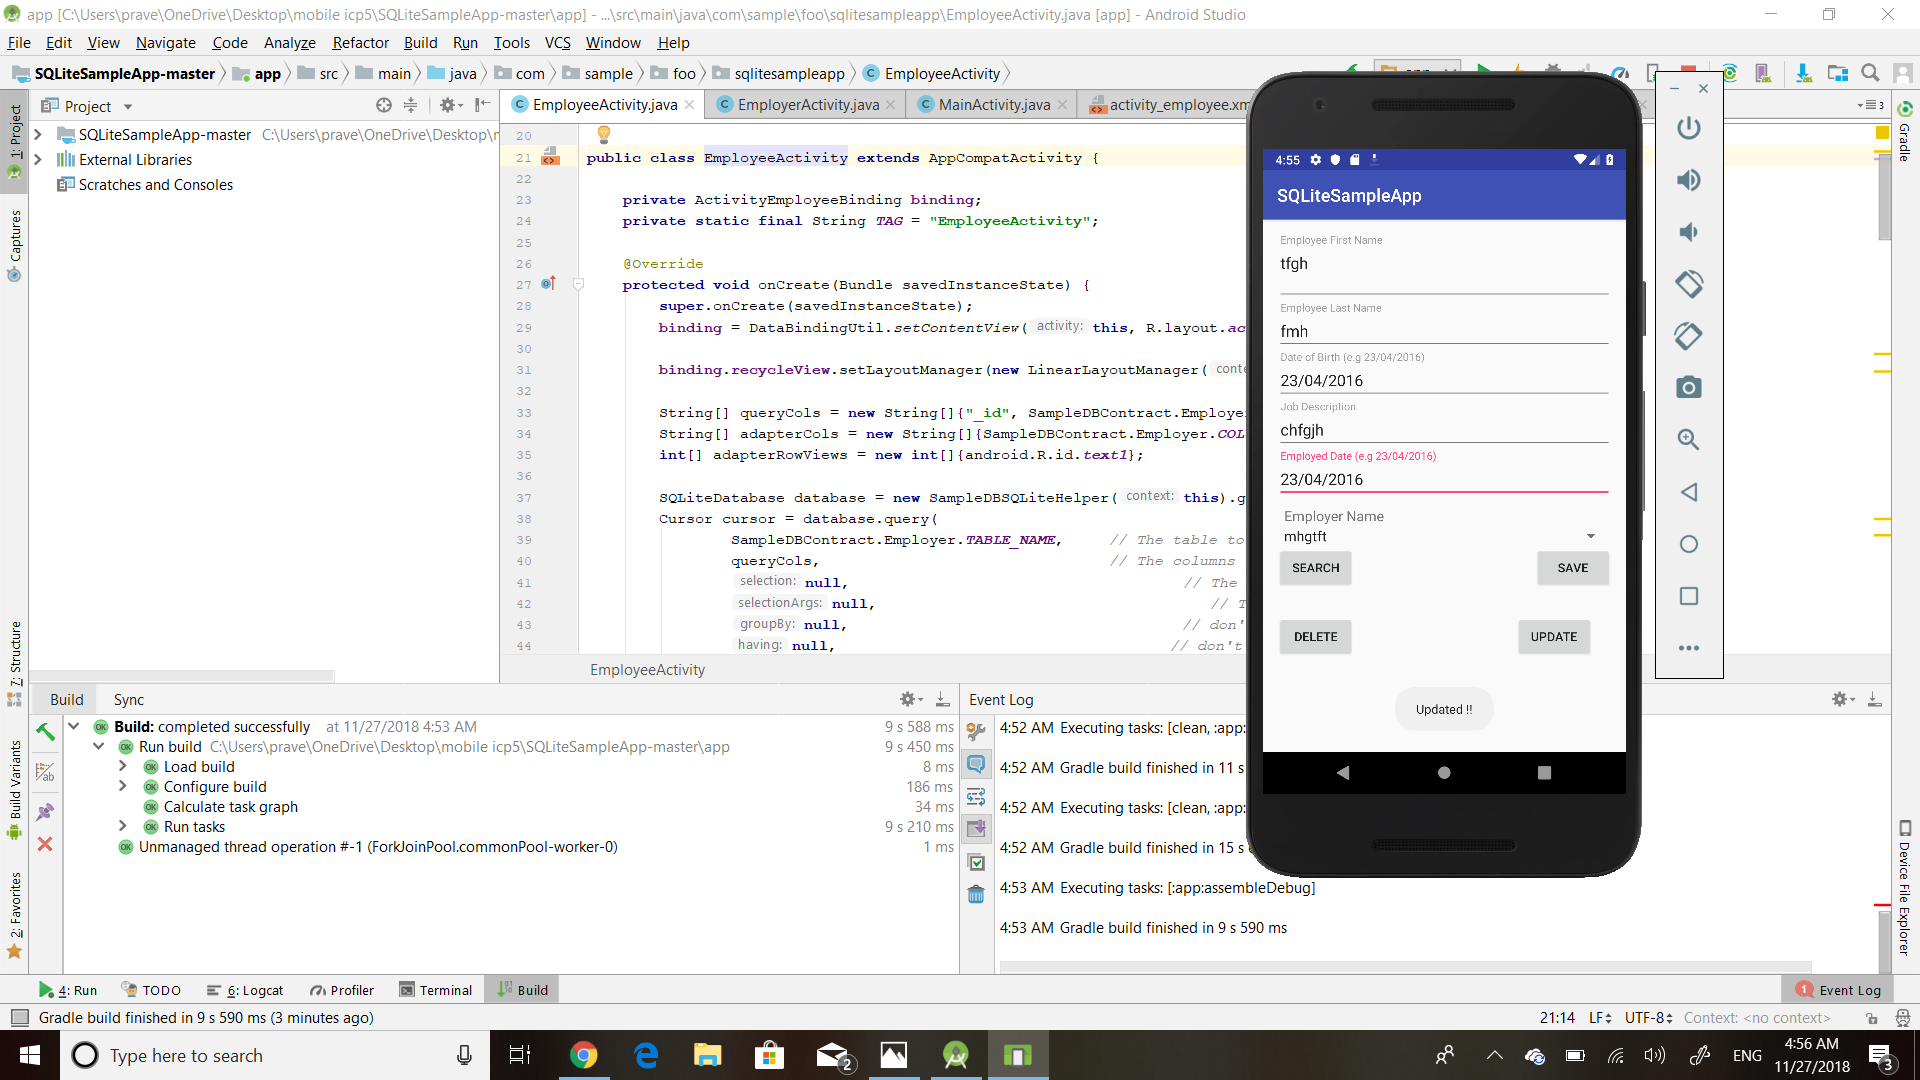 app [C:\Users\prave\OneDrive\Desktop\mobile icp5\SQLiteSampleApp-master\app] - ...\src\main\java\com\sample\foo\sqlitesampleapp\EmployeeActivity.java [app] - Android Studio
File Edit View Navigate Code Analyze Refactor Build Run Tools VCS Window Help
SQLiteSampleApp-master app src main java com sample foo sqlitesampleapp EmployeeActivity
1: Project
Captures
7: Structure
Build Variants
2: Favorites
Project
SQLiteSampleApp-master C:\Users\prave\OneDrive\Desktop\
External Libraries
Scratches and Consoles
EmployeeActivity.java EmployerActivity.java MainActivity.java activity_employee.xm
3
20
21 public class EmployeeActivity extends AppCompatActivity {
22
23 private ActivityEmployeeBinding binding;
24 private static final String TAG = "EmployeeActivity";
25
26 @Override
27 protected void onCreate(Bundle savedInstanceState) {
28 super.onCreate(savedInstanceState);
29 binding = DataBindingUtil.setContentView( activity: this, R.layout.ac
30
31 binding.recycleView.setLayoutManager(new LinearLayoutManager( conte
32
33 String[] queryCols = new String[]{"_id", SampleDBContract.Employer
34 String[] adapterCols = new String[]{SampleDBContract.Employer.COL
35 int[] adapterRowViews = new int[]{android.R.id.text1};
36
37 SQLiteDatabase database = new SampleDBSQLiteHelper( context: this).g
38 Cursor cursor = database.query(
39 SampleDBContract.Employer.TABLE_NAME, // The table to
40 queryCols, // The columns
41 selection: null, // The
42 selectionArgs: null, // T
43 groupBy: null, // don'
44 having: null, // don't
EmployeeActivity
4:55
SQLiteSampleApp
Employee First Name
tfgh
Employee Last Name
fmh
Date of Birth (e.g 23/04/2016)
23/04/2016
Job Description
chfgjh
Employed Date (e.g 23/04/2016)
23/04/2016
Employer Name
mhgtft
SEARCH SAVE
DELETE UPDATE
Updated !!
Gradle
Device File Explorer
Build Sync
Build: completed successfully at 11/27/2018 4:53 AM 9 s 588 ms
Run build C:\Users\prave\OneDrive\Desktop\mobile icp5\SQLiteSampleApp-master\app 9 s 450 ms
Load build 8 ms
Configure build 186 ms
Calculate task graph 34 ms
Run tasks 9 s 210 ms
Unmanaged thread operation #-1 (ForkJoinPool.commonPool-worker-0) 1 ms
Event Log
4:52 AM Executing tasks: [clean, :app:
4:52 AM Gradle build finished in 11 s
4:52 AM Executing tasks: [clean, :app:
4:52 AM Gradle build finished in 15 s
4:53 AM Executing tasks: [:app:assembleDebug]
4:53 AM Gradle build finished in 9 s 590 ms
4: Run TODO 6: Logcat Profiler Terminal Build 1 Event Log
Gradle build finished in 9 s 590 ms (3 minutes ago) 21:14 LF UTF-8 Context: <no context>
Type here to search 2 ENG 4:56 AM
11/27/2018 3